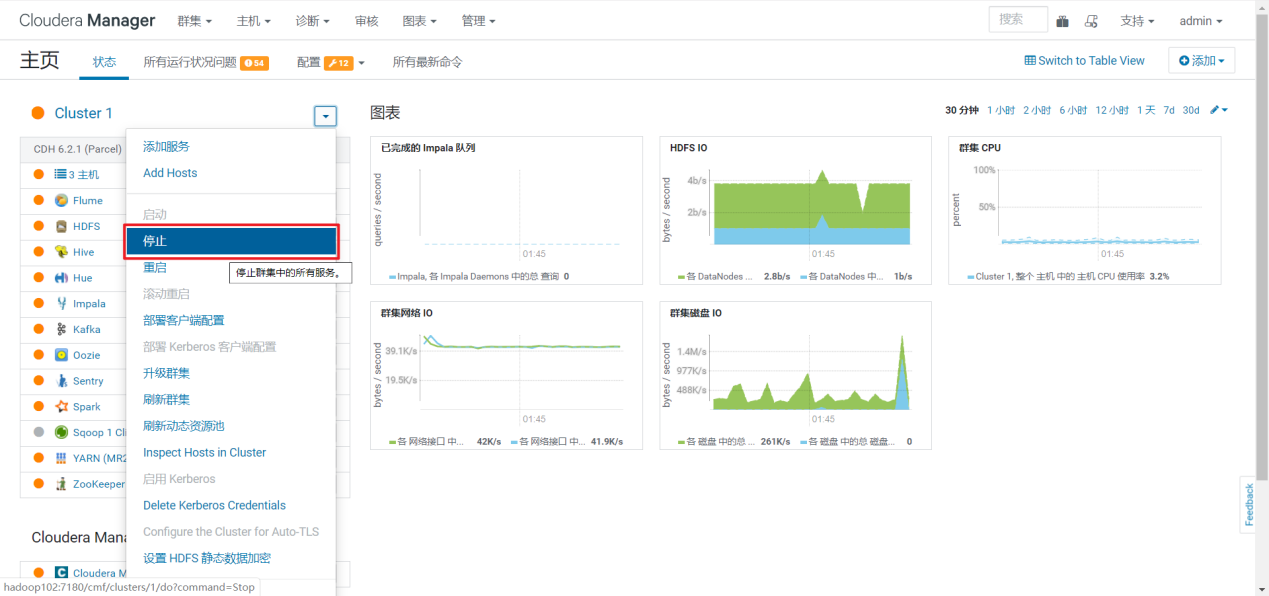 Cloudera Manager 群集 主机 诊断 审核 图表 管理 搜索 支持 admin
主页 状态 所有运行状况问题 54 配置 12 所有最新命令 Switch to Table View 添加
Cluster 1
CDH 6.2.1 (Parcel)
3 主机
Flume
HDFS
Hive
Hue
Impala
Kafka
Oozie
Sentry
Spark
Sqoop 1 Cli
YARN (MR2
ZooKeeper
Cloudera Mana
Cloudera M
添加服务
Add Hosts
启动
停止
重启
停止群集中的所有服务。
滚动重启
部署客户端配置
部署 Kerberos 客户端配置
升级群集
刷新群集
刷新动态资源池
Inspect Hosts in Cluster
启用 Kerberos
Delete Kerberos Credentials
Configure the Cluster for Auto-TLS
设置 HDFS 静态数据加密
图表 30 分钟 1 小时 2 小时 6 小时 12 小时 1 天 7d 30d
已完成的 Impala 队列
queries / second
01:45
Impala, 各 Impala Daemons 中的总 查询 0
HDFS IO
bytes / second
4b/s
2b/s
01:45
各 DataNodes ... 2.8b/s 各 DataNodes 中... 1b/s
群集 CPU
percent
100%
50%
01:45
Cluster 1, 整个 主机 中的 主机 CPU 使用率 3.2%
群集网络 IO
bytes / second
39.1K/s
19.5K/s
01:45
各 网络接口 中... 42K/s 各 网络接口 中... 41.9K/s
群集磁盘 IO
bytes / second
1.4M/s
977K/s
488K/s
01:45
各 磁盘 中的总 ... 261K/s 各 磁盘 中的总 磁盘... 0
Feedback
hadoop102:7180/cmf/clusters/1/do?command=Stop